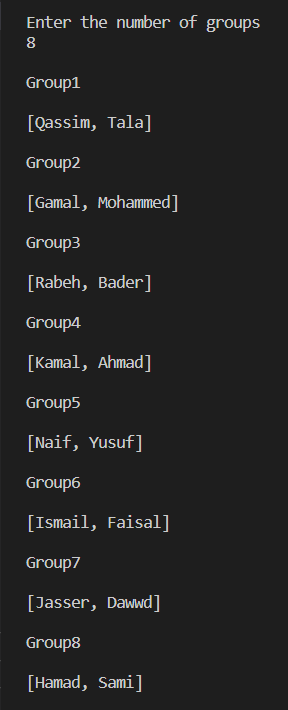 Enter the number of groups
8
Group1
[Qassim, Tala]
Group2
[Gamal, Mohammed]
Group3
[Rabeh, Bader]
Group4
[Kamal, Ahmad]
Group5
[Naif, Yusuf]
Group6
[Ismail, Faisal]
Group7
[Jasser, Dawwd]
Group8
[Hamad, Sami]